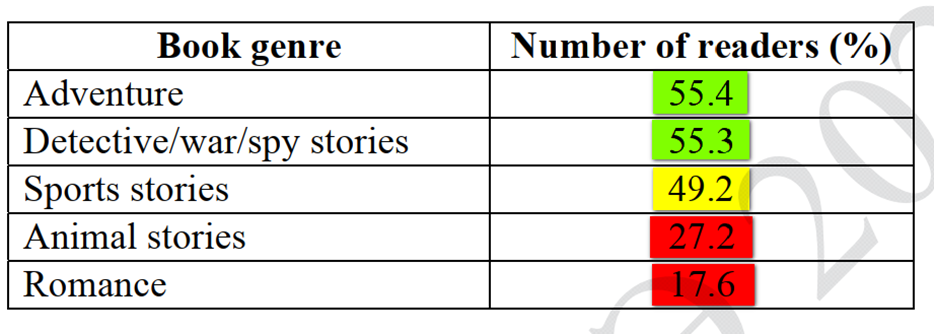 Book genre Number of readers (%)
Adventure 55.4
Detective/war/spy stories 55.3
Sports stories 49.2
Animal stories 27.2
Romance 17.6